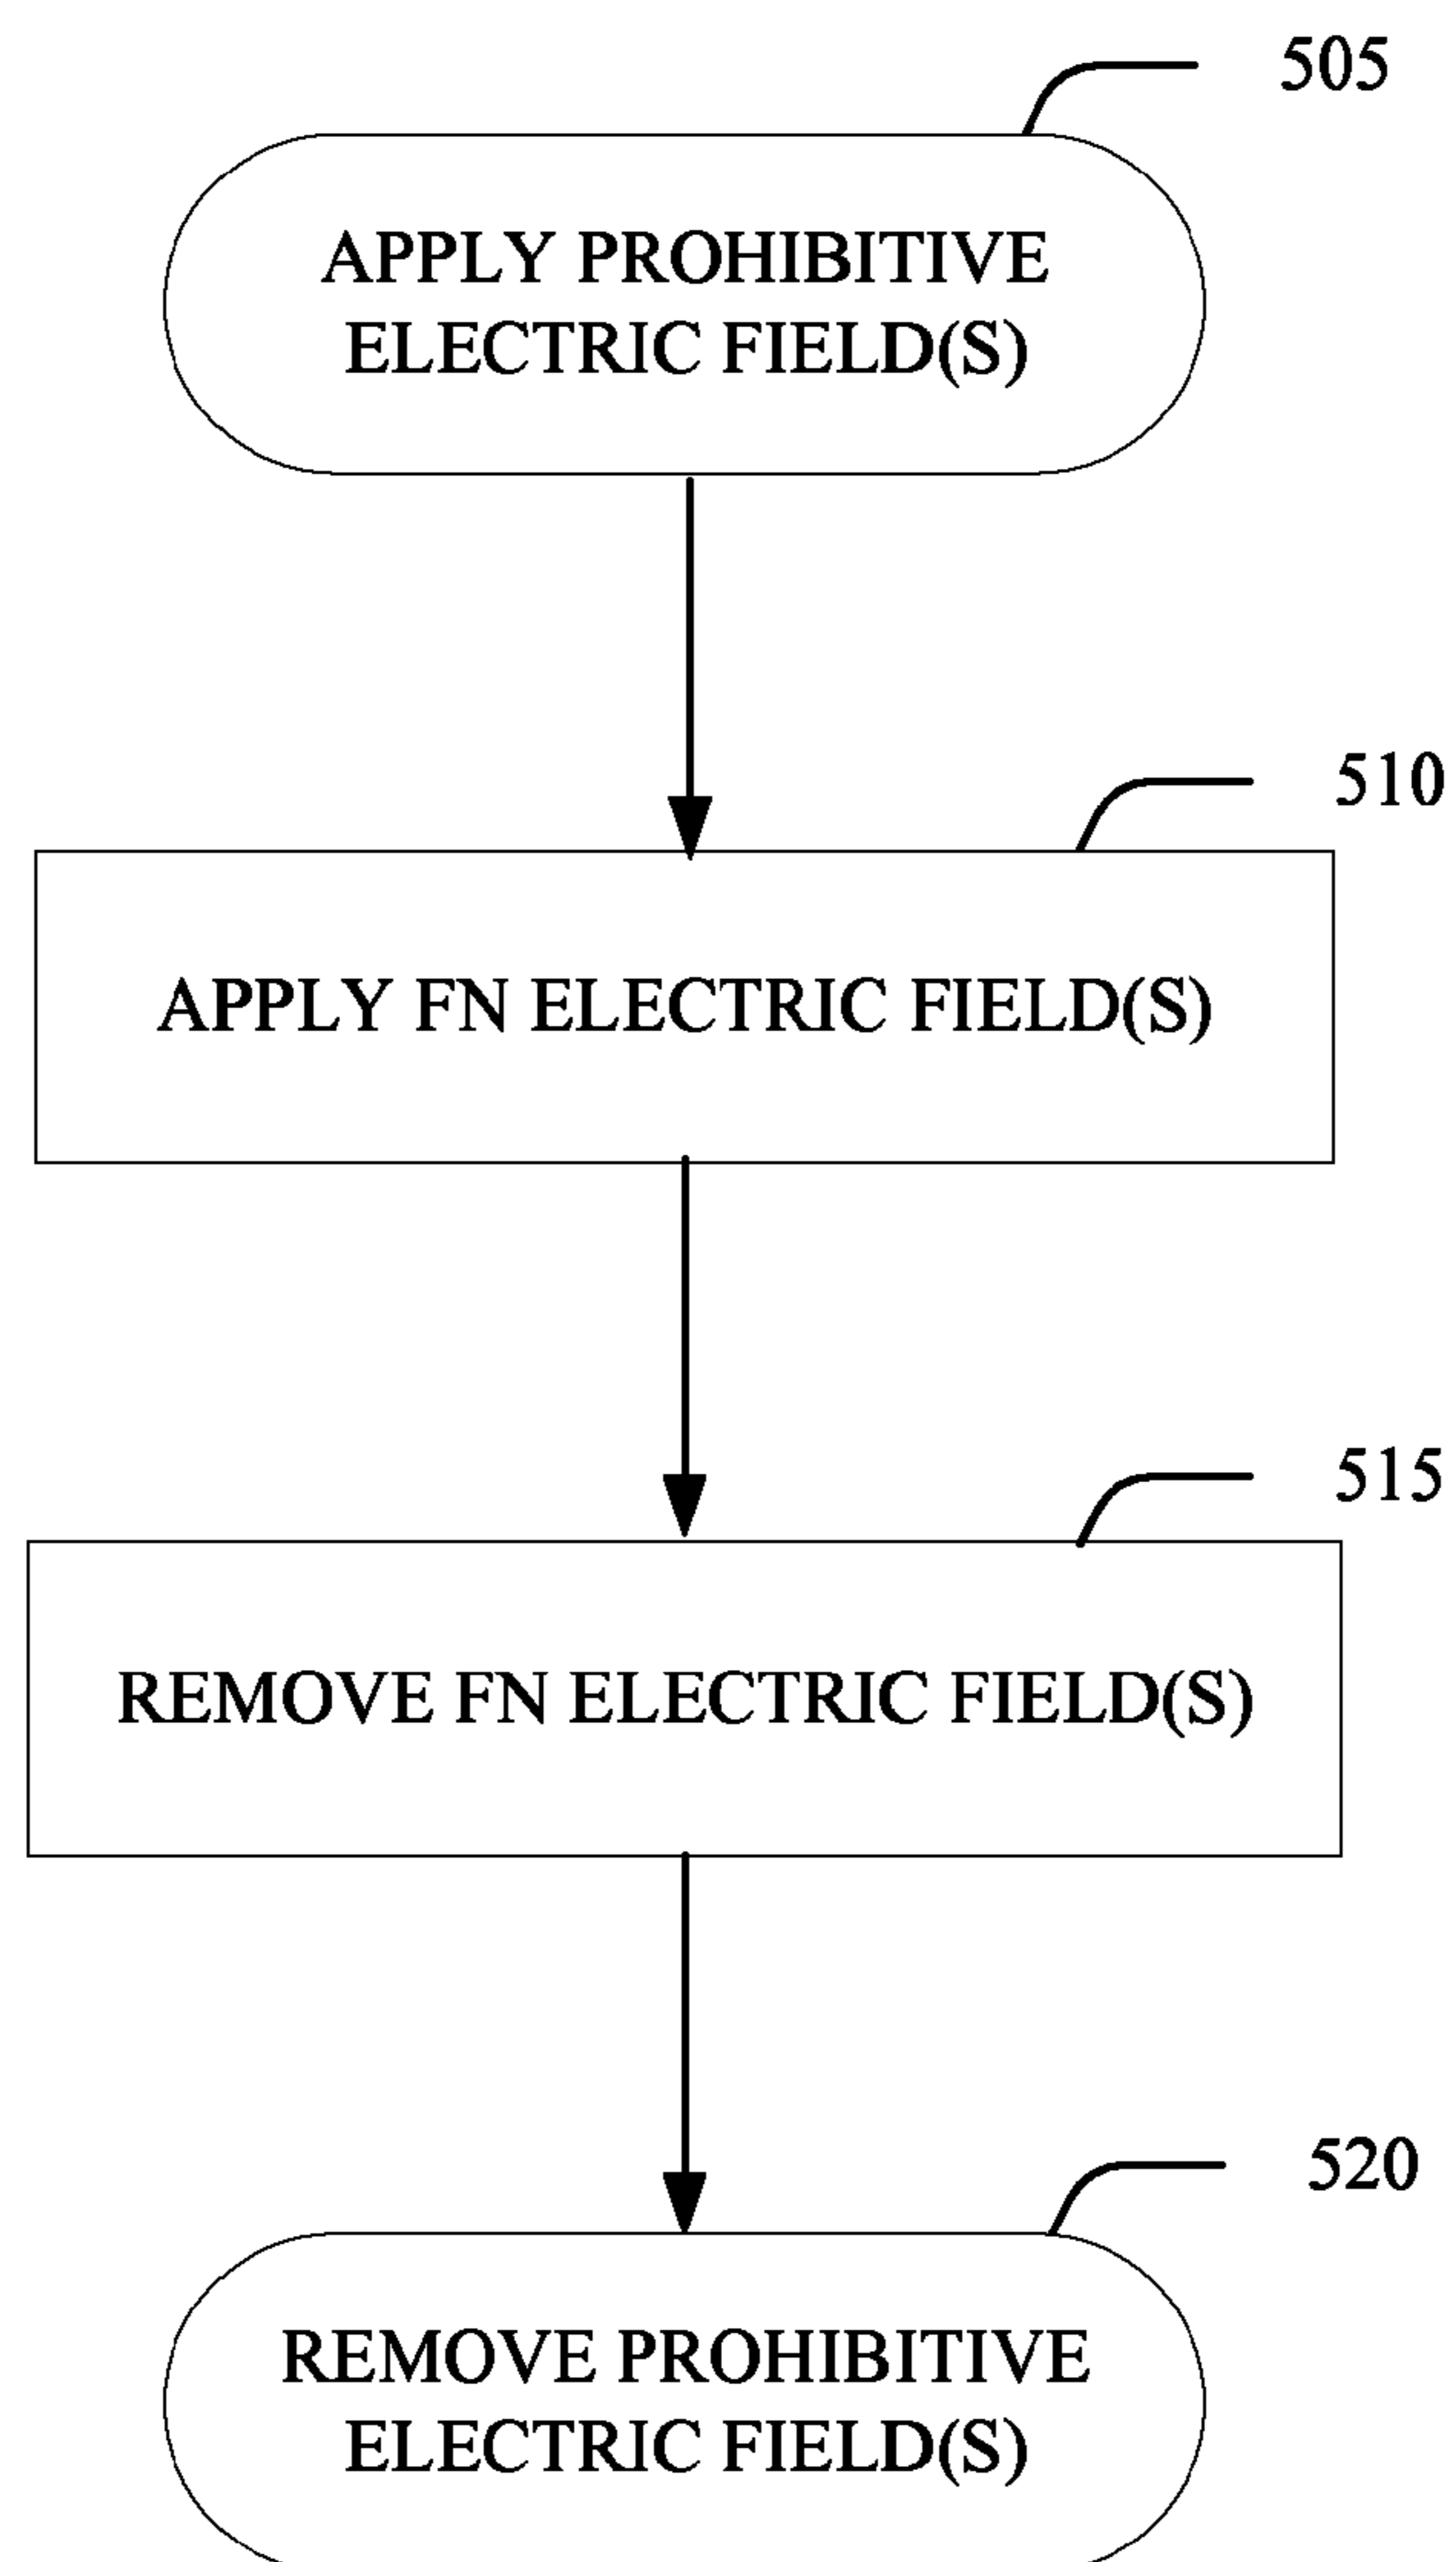 505
APPLY PROHIBITIVE
ELECTRIC FIELD(S)
510
APPLY FN ELECTRIC FIELD(S)
515
REMOVE FN ELECTRIC FIELD(S)
520
REMOVE PROHIBITIVE
ELECTRIC FIELD(S)